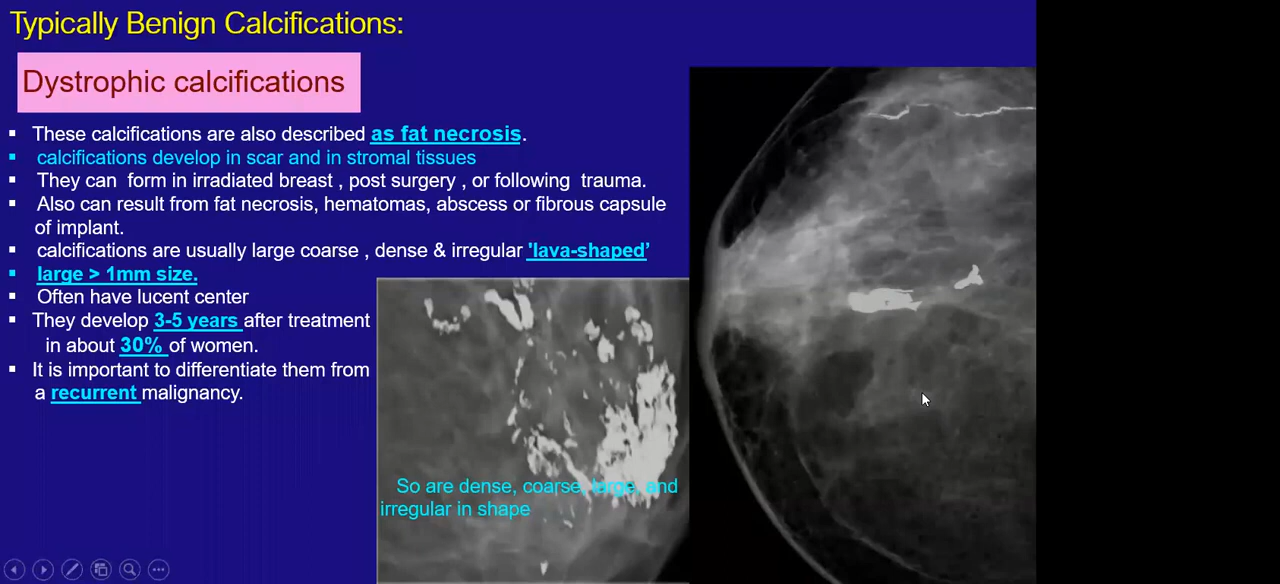 Typically Benign Calcifications:
Dystrophic calcifications
▪ These calcifications are also described as fat necrosis.
▪ calcifications develop in scar and in stromal tissues
▪ They can form in irradiated breast , post surgery , or following trauma.
▪ Also can result from fat necrosis, hematomas, abscess or fibrous capsule
of implant.
▪ calcifications are usually large coarse , dense & irregular 'lava-shaped’
▪ large > 1mm size.
▪ Often have lucent center
▪ They develop 3-5 years after treatment
in about 30% of women.
▪ It is important to differentiate them from
a recurrent malignancy.
So are dense, coarse, large, and
irregular in shape